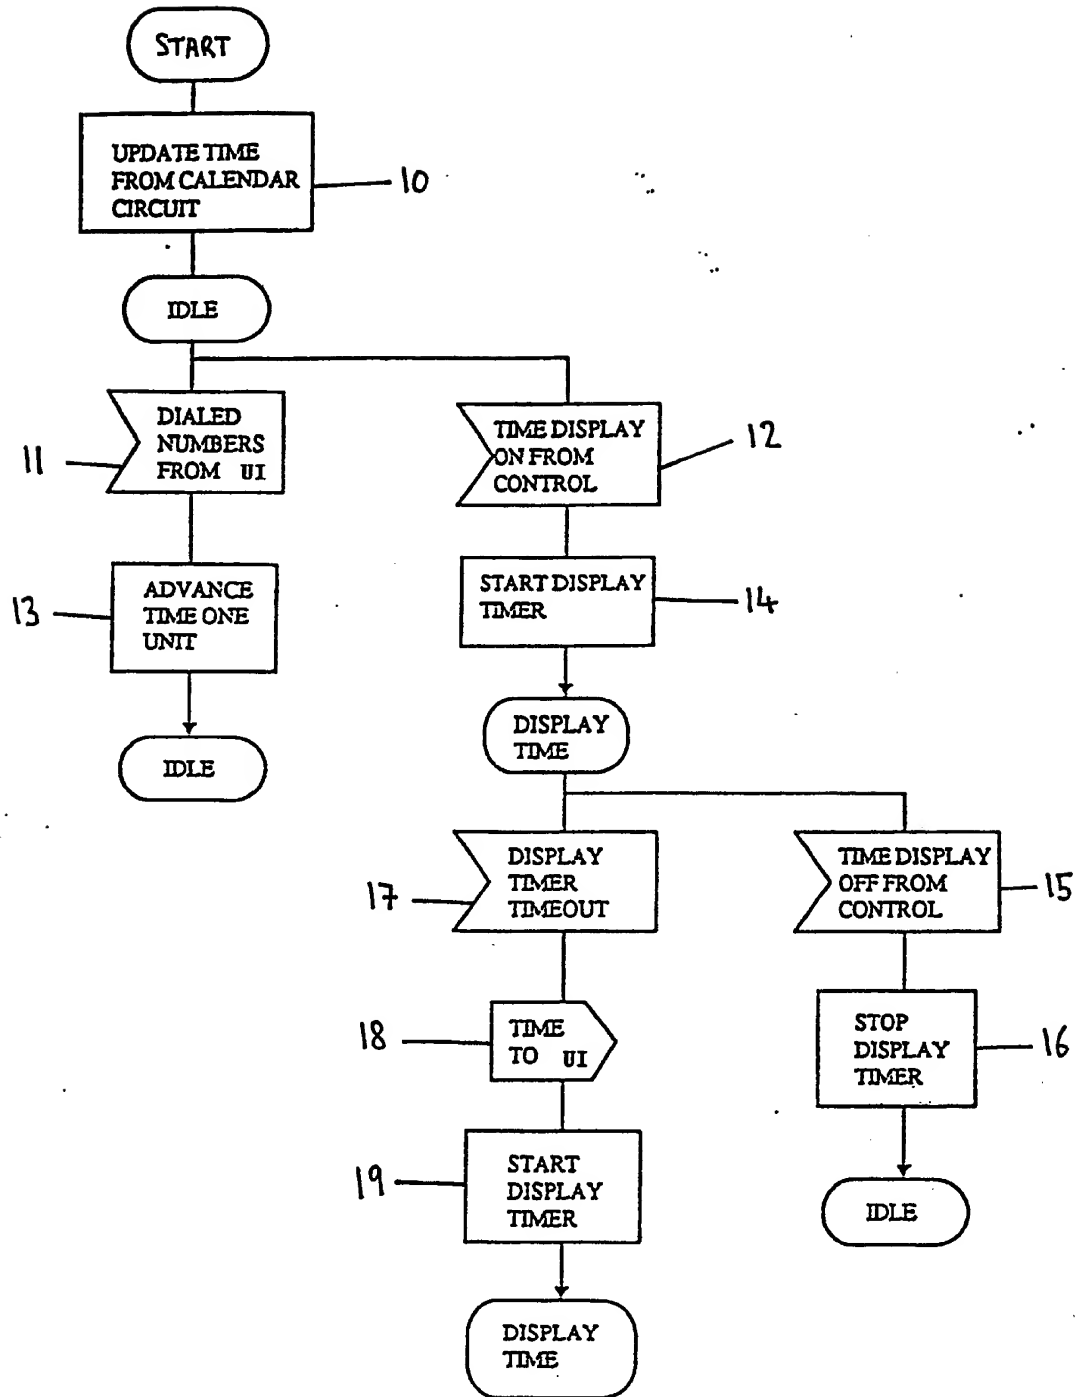 START
UPDATE TIME
FROM CALENDAR
CIRCUIT
10
IDLE
DIALED
NUMBERS
FROM UI
11
TIME DISPLAY
ON FROM
CONTROL
12
ADVANCE
TIME ONE
UNIT
13
START DISPLAY
TIMER
14
IDLE
DISPLAY
TIME
DISPLAY
TIMER
TIMEOUT
17
TIME DISPLAY
OFF FROM
CONTROL
15
TIME
TO UI
18
STOP
DISPLAY
TIMER
16
START
DISPLAY
TIMER
19
IDLE
DISPLAY
TIME